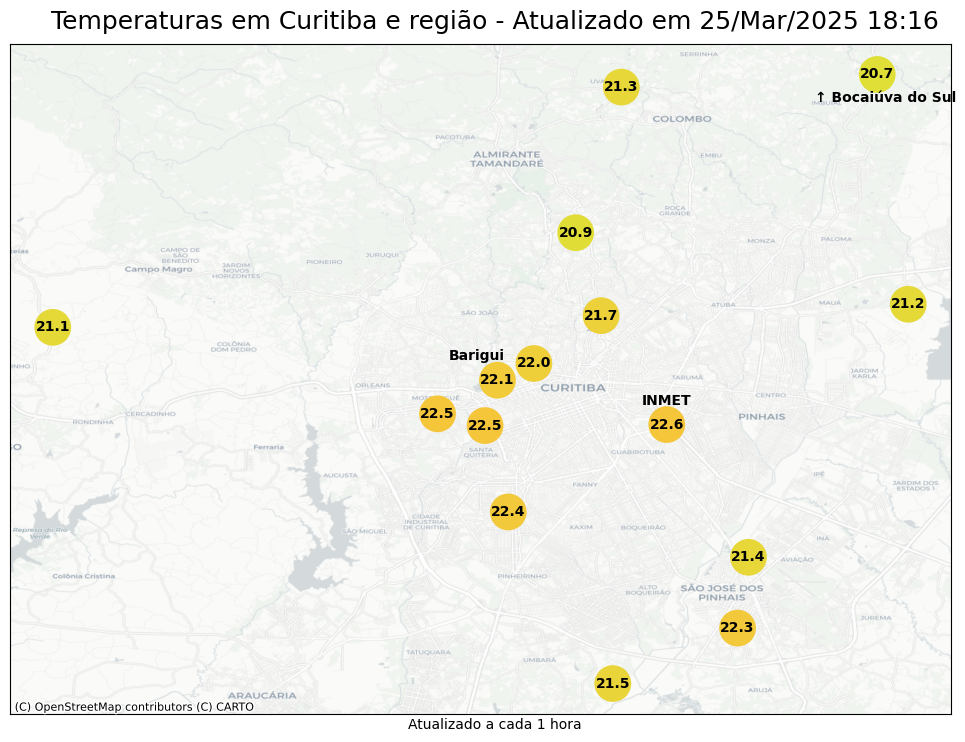 Temperaturas em Curitiba e região - Atualizado em 25/Mar/2025 18:16
SERRINHA
20.7
21.3
↑ Bocaiúva do Sul
COLOMBO
PACOTUBA
ALMIRANTE
TAMANDARÉ
EMBU
ROÇA
GRANDE
20.9
MONZA
PALOMA
CAMPO DE
SÃO
BENEDITO
JURUQUI
PIONEIRO
Campo Magro
JARDIM
NOVOS
HORIZONTES
21.2
MAUÁ
ATUBA
SÃO JOÃO
21.7
21.1
COLÔNIA
DOM PEDRO
Barigui
22.0
JARDIM
KARLA
22.1
TARUMÃ
ORLEANS
CURITIBA
CENTRO
INMET
22.5
CERCADINHO
RONDINHA
PINHAIS
22.5
22.6
Ferraria
SANTA
QUITÉRIA
GUABIROTUBA
AUGUSTA
IPÊ
FANNY
JARDIM DOS
ESTADOS I
22.4
CIDADE
INDUSTRIAL
DE CURITIBA
SÃO MIGUEL
XAXIM
BOQUEIRÃO
Represa do Rio
Verde
INÁ
21.4
AVIAÇÃO
Colônia Cristina
PINHEIRINHO
ALTO
BOQUEIRÃO
SÃO JOSÉ DOS
PINHAIS
JUREMA
22.3
TATUQUARA
UMBARÁ
21.5
ARUJÁ
ARAUCÁRIA
(C) OpenStreetMap contributors (C) CARTO
Atualizado a cada 1 hora